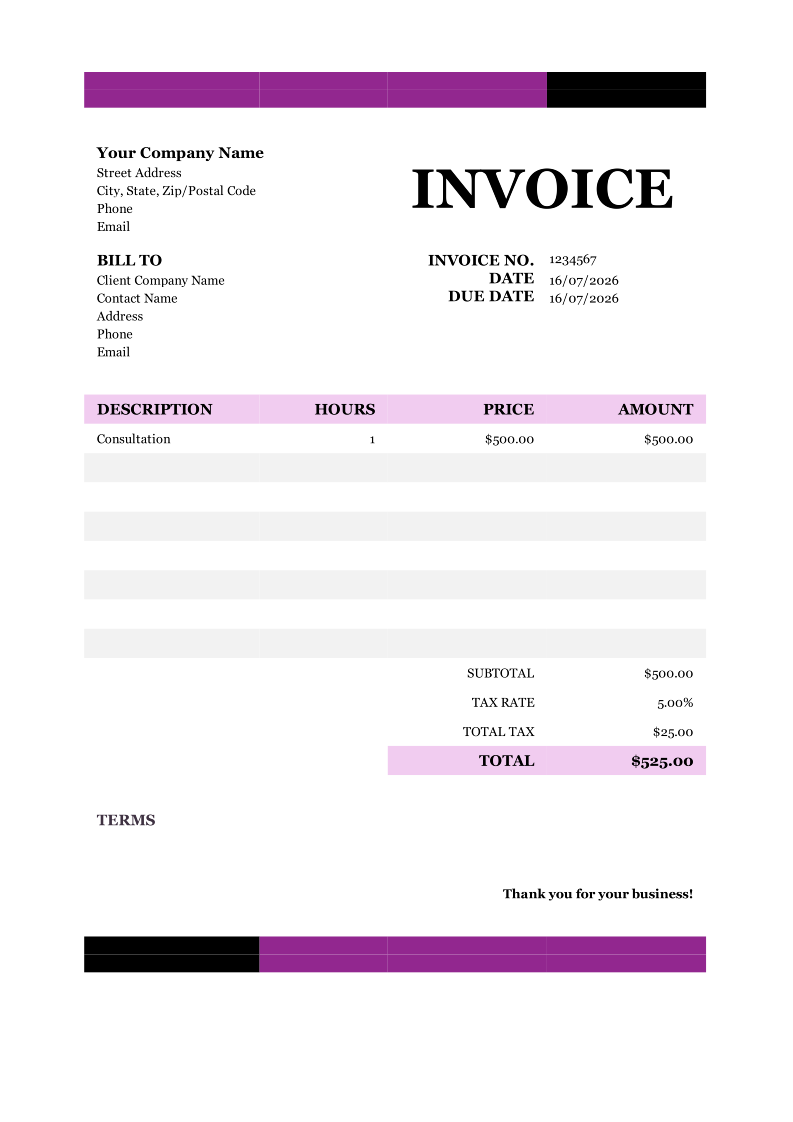 Your Company Name
Street Address
City, State, Zip/Postal Code
Phone
Email
INVOICE
BILL TO
Client Company Name
Contact Name
Address
Phone
Email
INVOICE NO. 1234567
DATE 16/07/2026
DUE DATE 16/07/2026
DESCRIPTION HOURS PRICE AMOUNT
Consultation 1 $500.00 $500.00
SUBTOTAL $500.00
TAX RATE 5.00%
TOTAL TAX $25.00
TOTAL $525.00
TERMS
Thank you for your business!